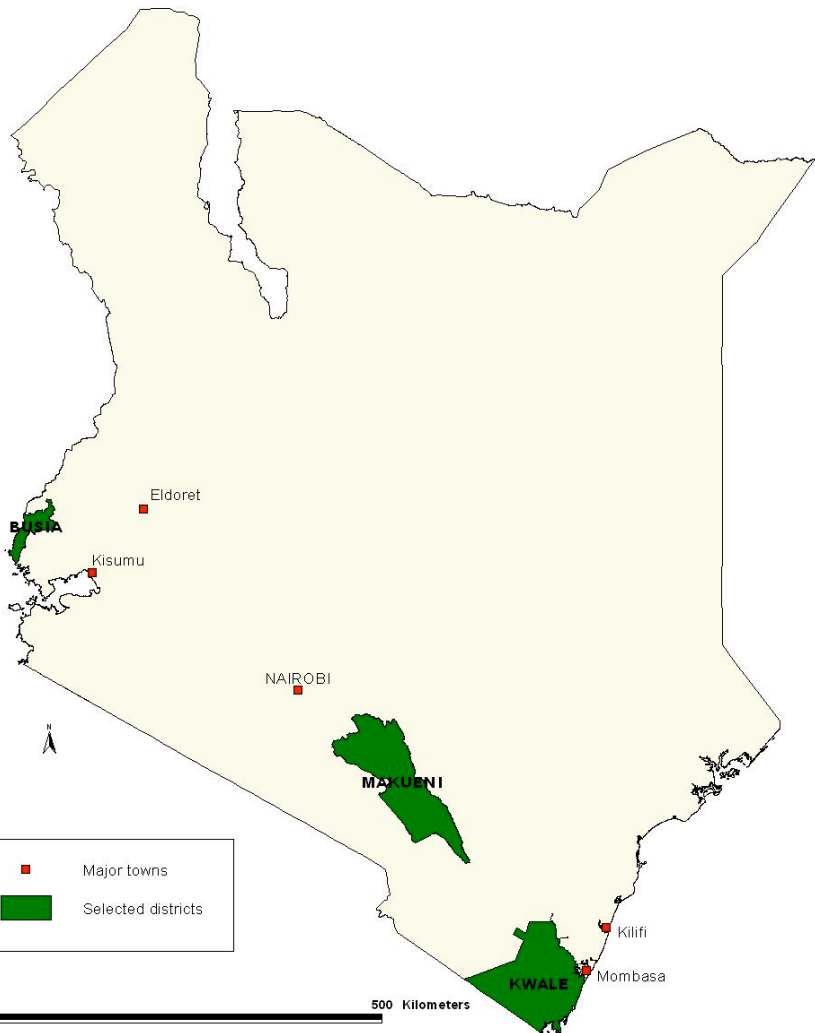 Eldoret
BUSIA
Kisumu
NAIROBI
N
MAKUENI
Major towns
Selected districts
Kilifi
Mombasa
KWALE
500 Kilometers